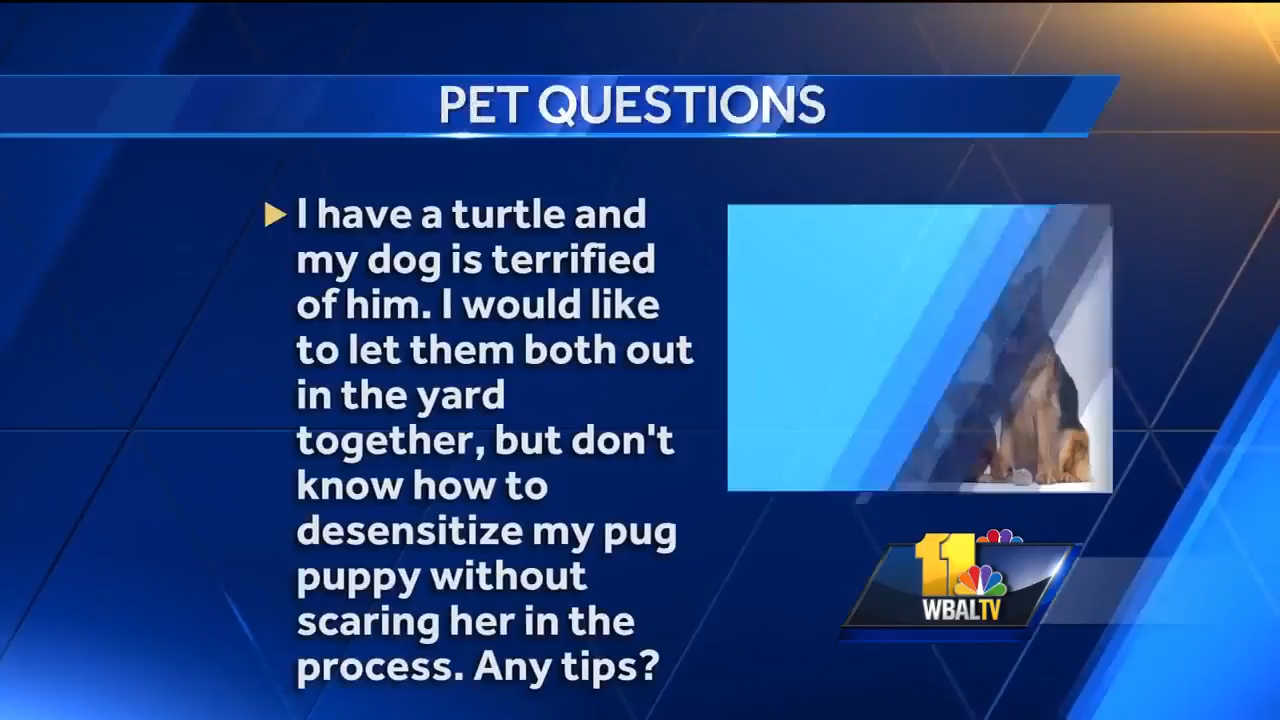 PET QUESTIONS
I have a turtle and
my dog is terrified
of him. I would like
to let them both out
in the yard
together, but don't
know how to
desensitize my pug
puppy without
scaring her in the
process. Any tips?
11
WBALTV